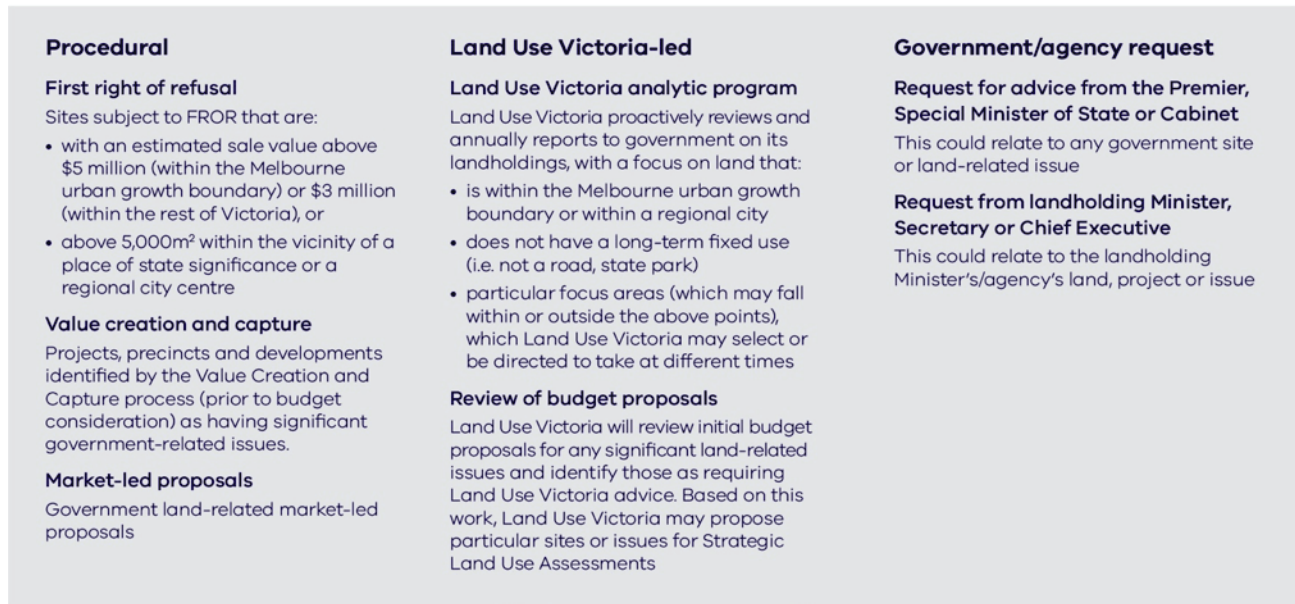 Procedural
First right of refusal
Sites subject to FROR that are:
• with an estimated sale value above
$5 million (within the Melbourne
urban growth boundary) or $3 million
(within the rest of Victoria), or
• above 5,000m² within the vicinity of a
place of state significance or a
regional city centre
Value creation and capture
Projects, precincts and developments
identified by the Value Creation and
Capture process (prior to budget
consideration) as having significant
government-related issues.
Market-led proposals
Government land-related market-led
proposals
Land Use Victoria-led
Land Use Victoria analytic program
Land Use Victoria proactively reviews and
annually reports to government on its
landholdings, with a focus on land that:
• is within the Melbourne urban growth
boundary or within a regional city
• does not have a long-term fixed use
(i.e. not a road, state park)
• particular focus areas (which may fall
within or outside the above points),
which Land Use Victoria may select or
be directed to take at different times
Review of budget proposals
Land Use Victoria will review initial budget
proposals for any significant land-related
issues and identify those as requiring
Land Use Victoria advice. Based on this
work, Land Use Victoria may propose
particular sites or issues for Strategic
Land Use Assessments
Government/agency request
Request for advice from the Premier,
Special Minister of State or Cabinet
This could relate to any government site
or land-related issue
Request from landholding Minister,
Secretary or Chief Executive
This could relate to the landholding
Minister's/agency's land, project or issue